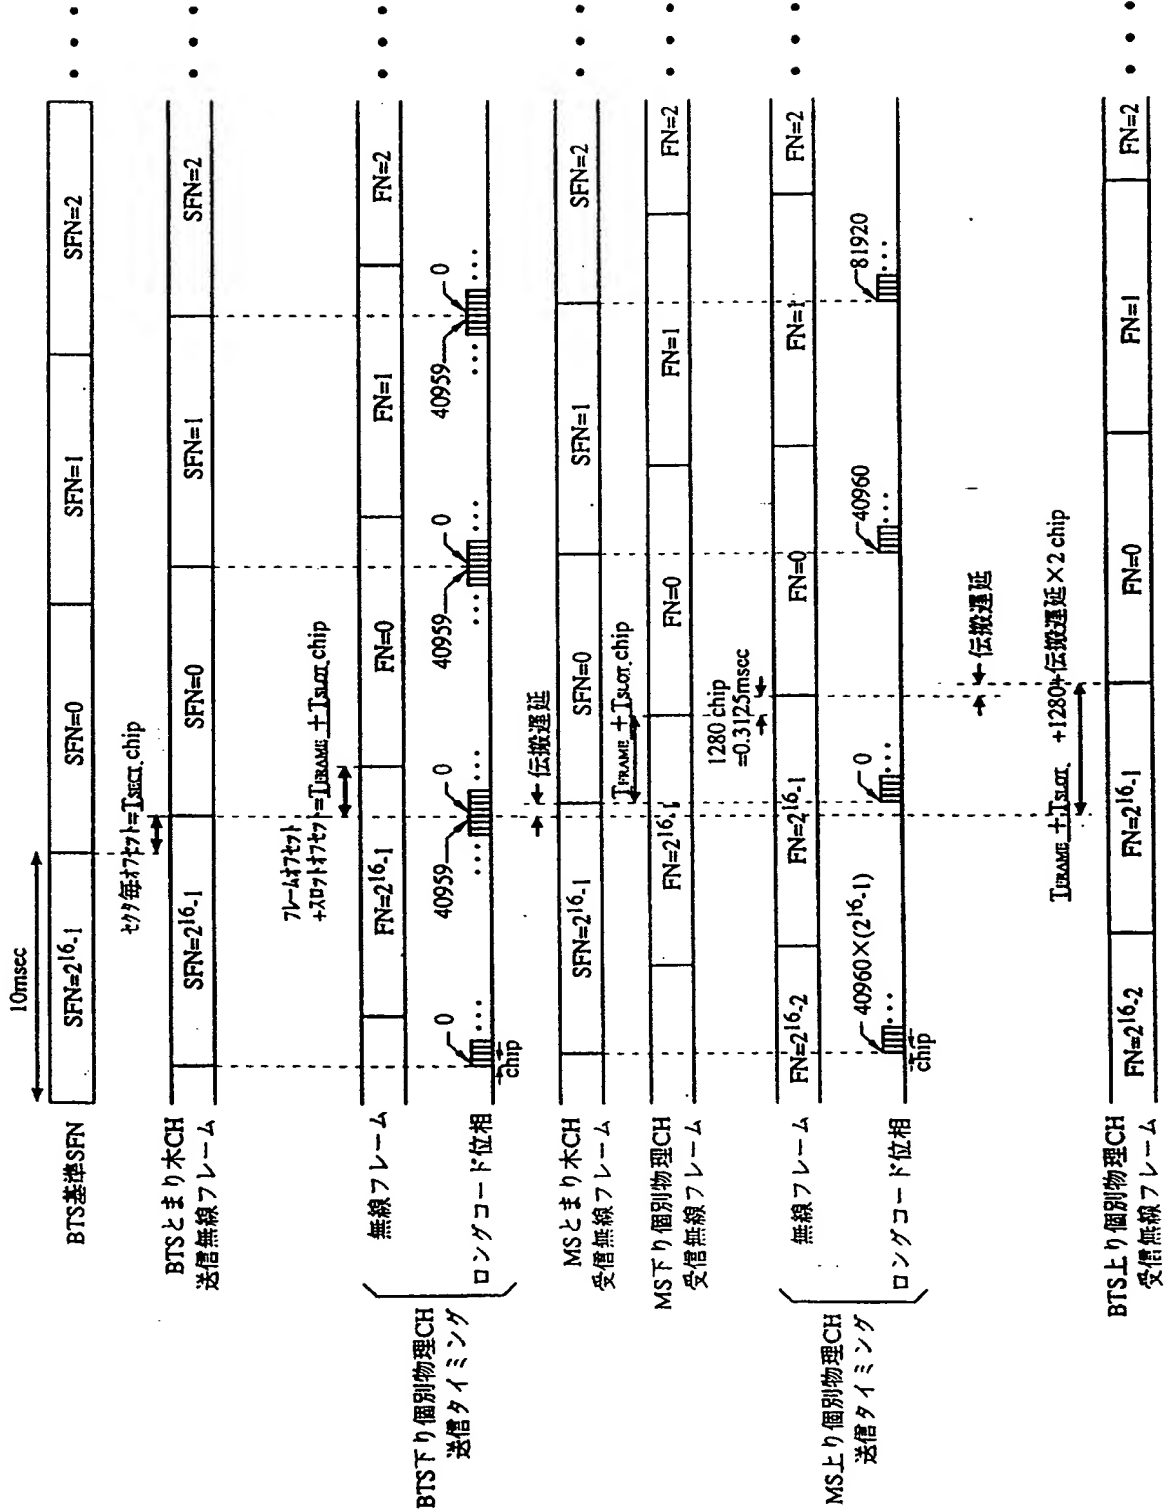 10msec
BTS基準SFN
SFN=2^16-1
SFN=0
SFN=1
SFN=2
• • •
セクタ毎オフセット=TSECT.chip
BTSとまり木CH
送信無線フレーム
SFN=2^16-1
SFN=0
SFN=1
SFN=2
• • •
フレームオフセット
+スロットオフセット=TFRAME+TSLOT.chip
BTS下り個別物理CH
送信タイミング
無線フレーム
FN=2^16-1
FN=0
FN=1
FN=2
• • •
ロングコード位相
0
•••
chip
•••
40959
0
•••
•••
40959
0
•••
•••
40959
0
•••
伝搬遅延
MSとまり木CH
受信無線フレーム
SFN=2^16-1
SFN=0
SFN=1
SFN=2
• • •
TFRAME+TSLOT.chip
MS下り個別物理CH
受信無線フレーム
FN=2^16-1
FN=0
FN=1
FN=2
• • •
1280 chip
=0.3125msec
MS上り個別物理CH
送信タイミング
無線フレーム
FN=2^16-2
FN=2^16-1
FN=0
FN=1
FN=2
• • •
ロングコード位相
40960×(2^16-1)
•••
chip
0
•••
40960
•••
81920
•••
伝搬遅延
TFRAME+TSLOT. +1280+伝搬遅延×2 chip
BTS上り個別物理CH
受信無線フレーム
FN=2^16-2
FN=2^16-1
FN=0
FN=1
FN=2
• • •